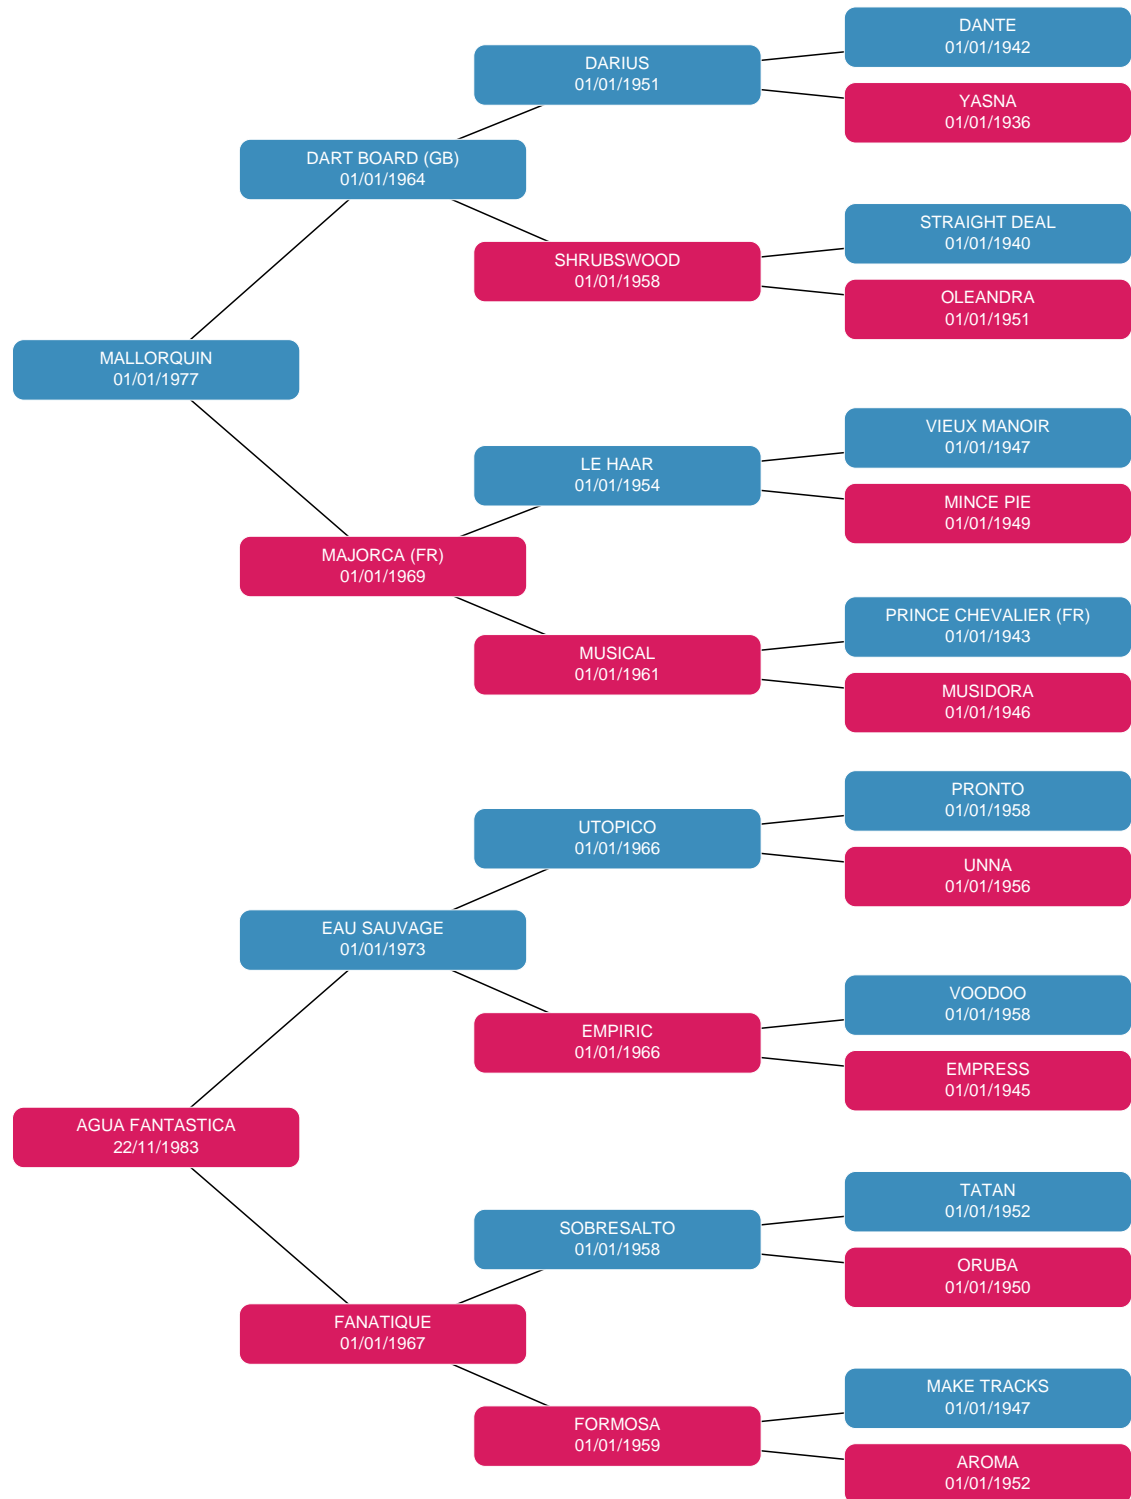 DANTE
01/01/1942
DARIUS
01/01/1951
YASNA
01/01/1936
DART BOARD (GB)
01/01/1964
STRAIGHT DEAL
01/01/1940
SHRUBSWOOD
01/01/1958
OLEANDRA
01/01/1951
MALLORQUIN
01/01/1977
VIEUX MANOIR
01/01/1947
LE HAAR
01/01/1954
MINCE PIE
01/01/1949
MAJORCA (FR)
01/01/1969
PRINCE CHEVALIER (FR)
01/01/1943
MUSICAL
01/01/1961
MUSIDORA
01/01/1946
PRONTO
01/01/1958
UTOPICO
01/01/1966
UNNA
01/01/1956
EAU SAUVAGE
01/01/1973
VOODOO
01/01/1958
EMPIRIC
01/01/1966
EMPRESS
01/01/1945
AGUA FANTASTICA
22/11/1983
TATAN
01/01/1952
SOBRESALTO
01/01/1958
ORUBA
01/01/1950
FANATIQUE
01/01/1967
MAKE TRACKS
01/01/1947
FORMOSA
01/01/1959
AROMA
01/01/1952